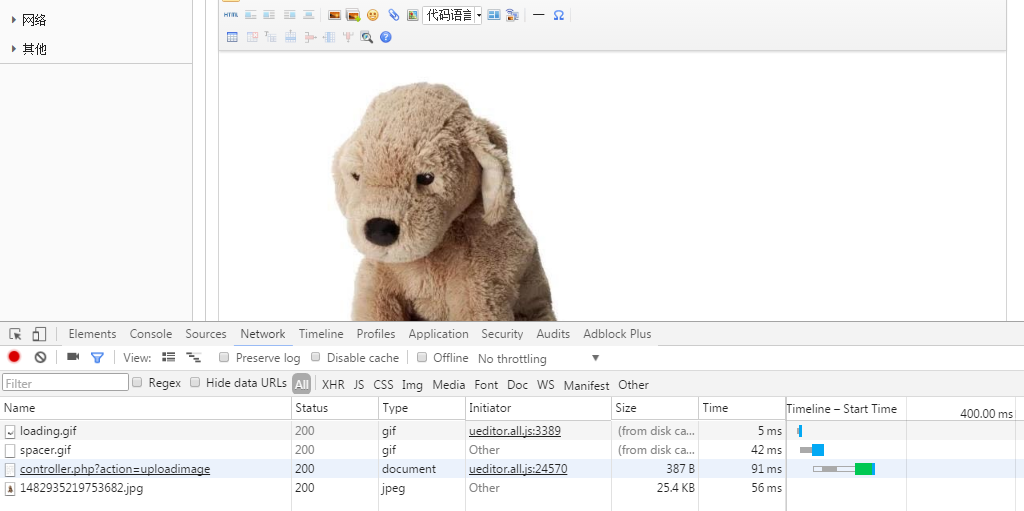 网络
其他
HTML 代码语言
Elements Console Sources Network Timeline Profiles Application Security Audits Adblock Plus
View: Preserve log Disable cache Offline No throttling
Filter Regex Hide data URLs All XHR JS CSS Img Media Font Doc WS Manifest Other
Name Status Type Initiator Size Time Timeline – Start Time 400.00 ms
loading.gif 200 gif ueditor.all.js:3389 (from disk ca... 5 ms
spacer.gif 200 gif Other (from disk ca... 42 ms
controller.php?action=uploadimage 200 document ueditor.all.js:24570 387 B 91 ms
1482935219753682.jpg 200 jpeg Other 25.4 KB 56 ms